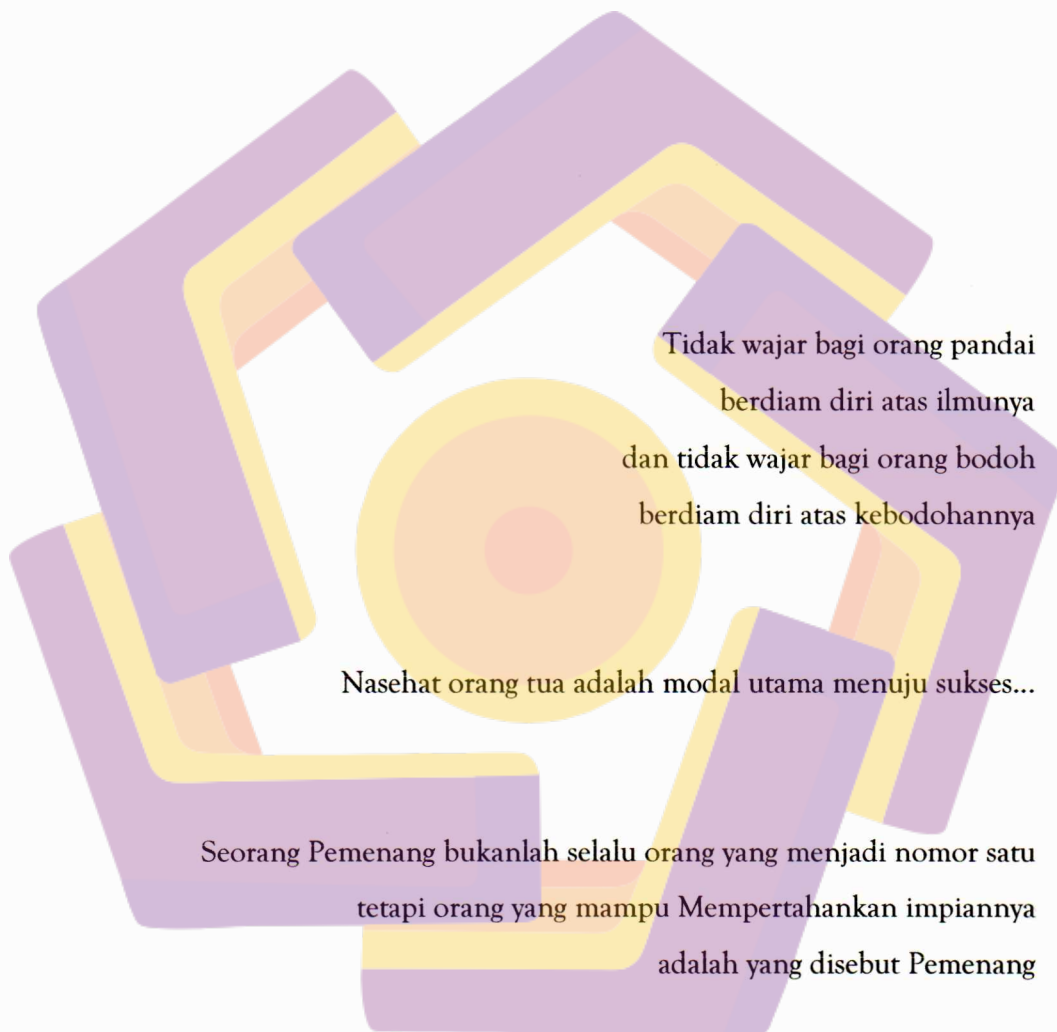 Tidak wajar bagi orang pandai
berdiam diri atas ilmunya
dan tidak wajar bagi orang bodoh
berdiam diri atas kebodohannya
Nasehat orang tua adalah modal utama menuju sukses...
Seorang Pemenang bukanlah selalu orang yang menjadi nomor satu
tetapi orang yang mampu Mempertahankan impiannya
adalah yang disebut Pemenang